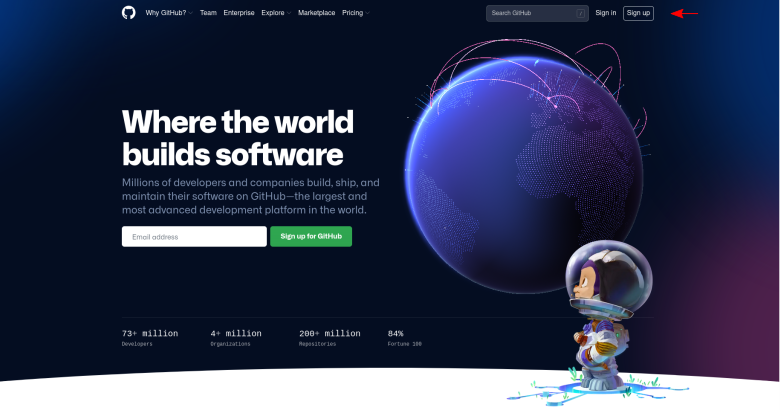 Why GitHub? Team Enterprise Explore Marketplace Pricing Search GitHub / Sign in Sign up
Where the world
builds software
Millions of developers and companies build, ship, and
maintain their software on GitHub—the largest and
most advanced development platform in the world.
Email address Sign up for GitHub
73+ million 4+ million 200+ million 84%
Developers Organizations Repositories Fortune 100